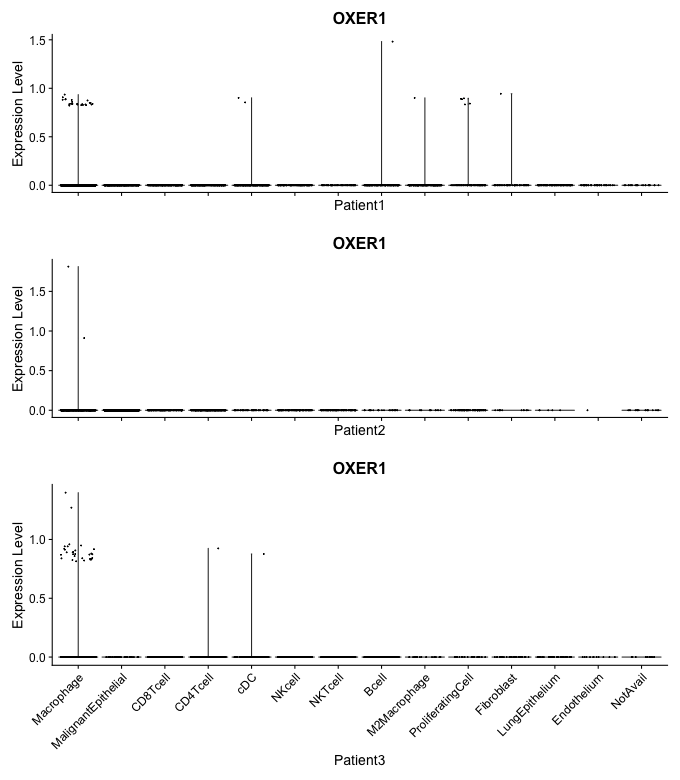 OXER1
Expression Level
1.5
1.0
0.5
0.0
Patient1
OXER1
Expression Level
1.5
1.0
0.5
0.0
Patient2
OXER1
Expression Level
1.0
0.5
0.0
Macrophage
MalignantEpithelial
CD8Tcell
CD4Tcell
cDC
NKcell
NKTcell
Bcell
M2Macrophage
ProliferatingCell
Fibroblast
LungEpithelium
Endothelium
NotAvail
Patient3